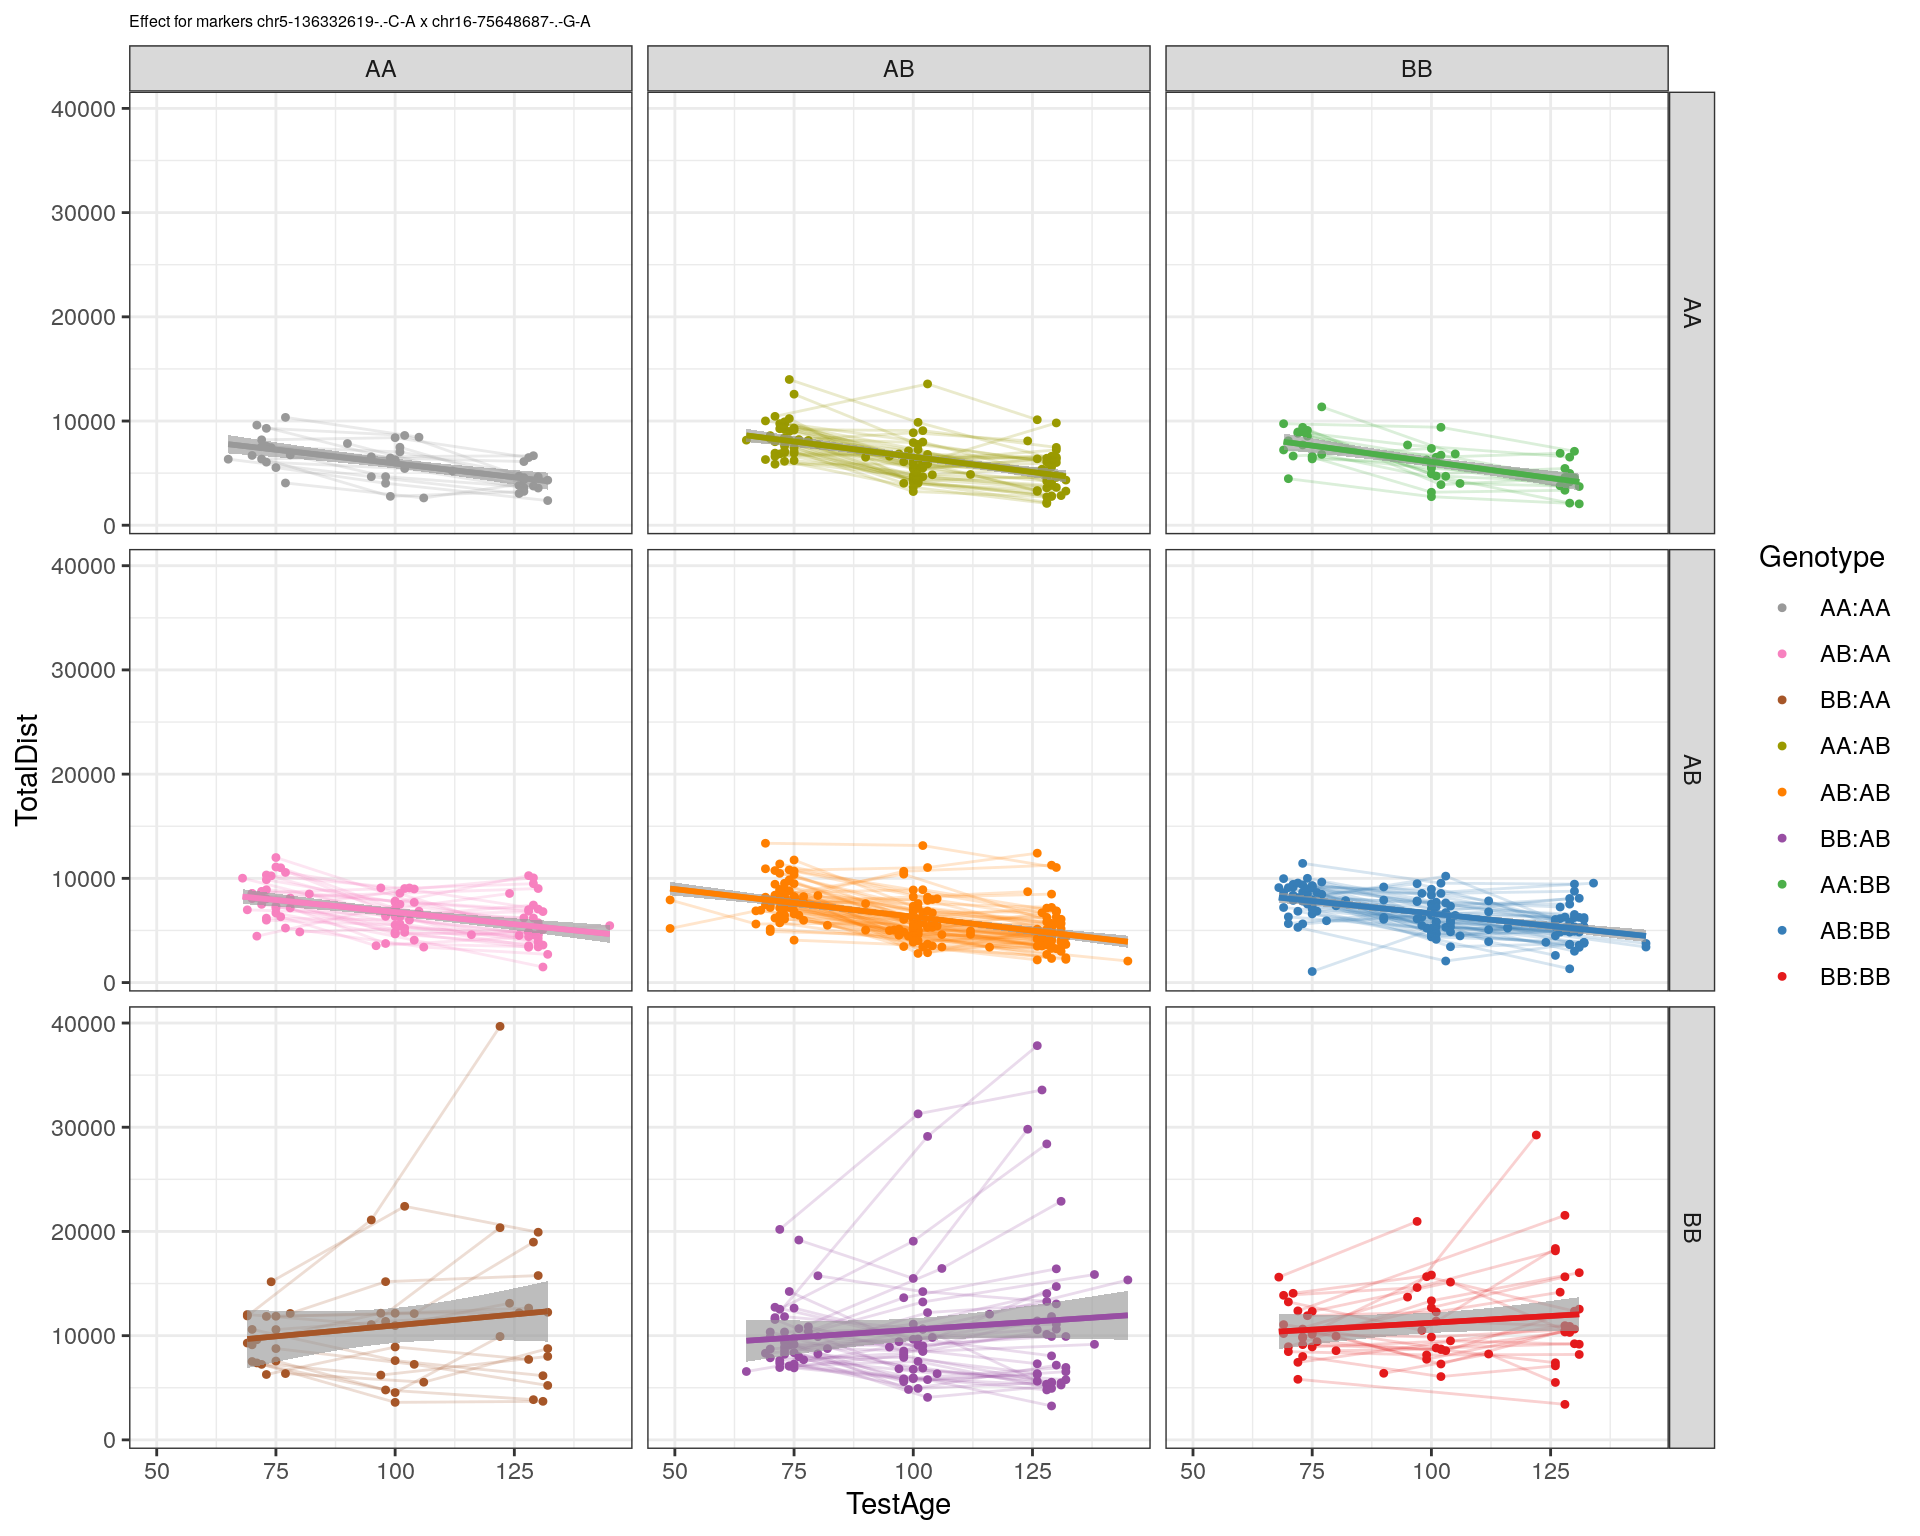 Effect for markers chr5-136332619-.-C-A x chr16-75648687-.-G-A
AA
AB
BB
40000
30000
20000
10000
0
AA
40000
30000
20000
10000
0
AB
40000
30000
20000
10000
0
BB
50
75
100
125
50
75
100
125
50
75
100
125
TestAge
TotalDist
Genotype
AA:AA
AB:AA
BB:AA
AA:AB
AB:AB
BB:AB
AA:BB
AB:BB
BB:BB